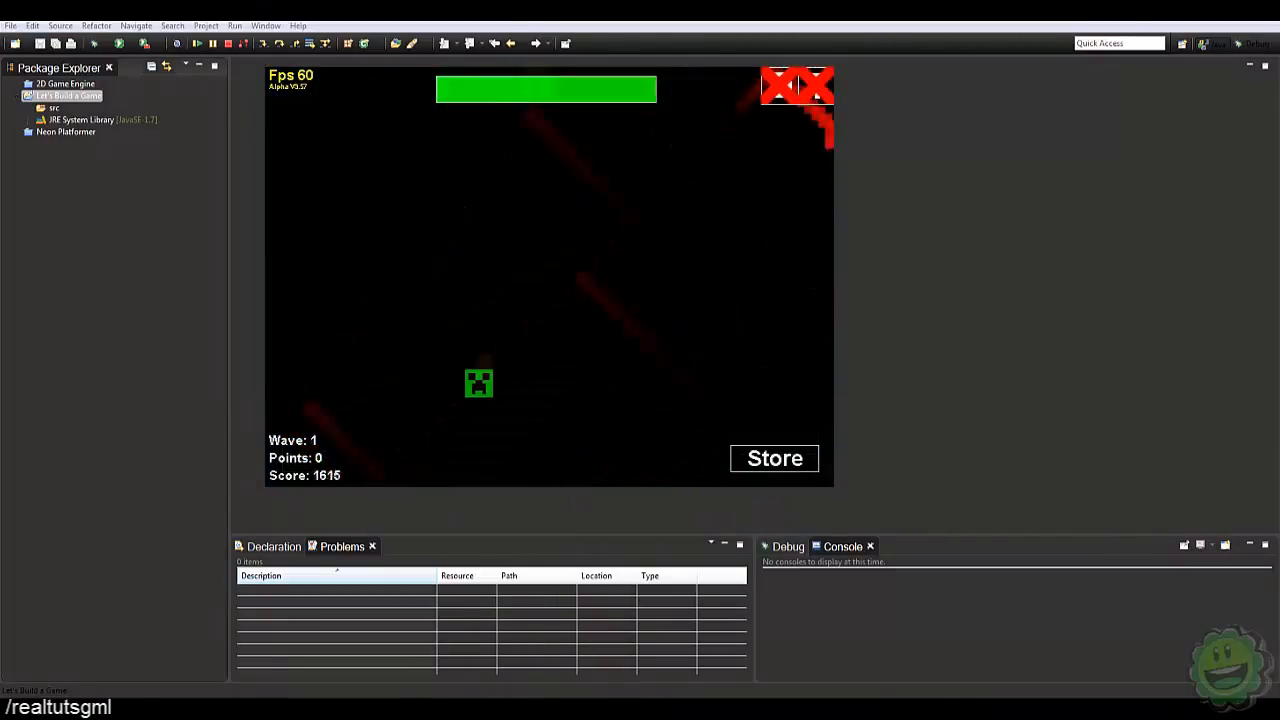 File Edit Source Refactor Navigate Search Project Run Window Help
Quick Access
Java
Debug
Package Explorer
2D Game Engine
Let's Build a Game
src
JRE System Library [JavaSE-1.7]
Neon Platformer
Fps 60
Alpha V3.57
Wave: 1
Points: 0
Score: 1615
Store
Declaration Problems
0 items
Description Resource Path Location Type
Debug Console
No consoles to display at this time.
Let's Build a Game
/realtutsgml